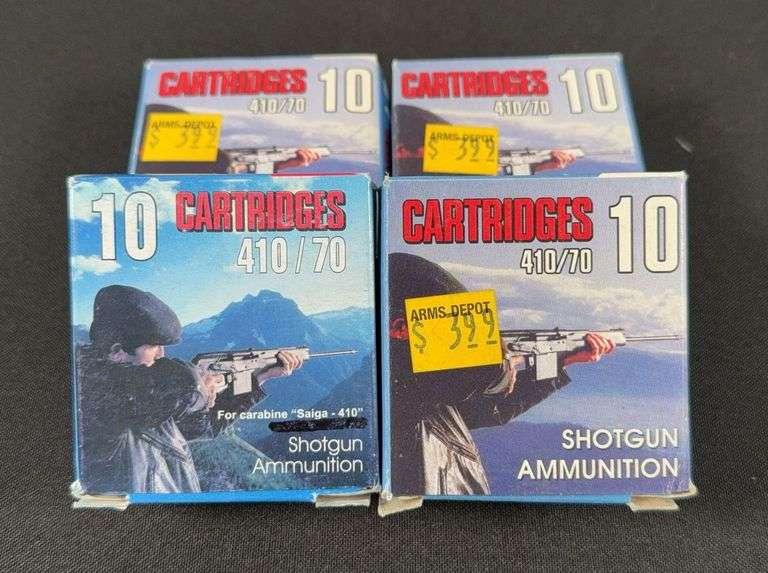 CARTRIDGES 10
410/70
ARMS DEPOT
$ 3 99
CARTRIDGES 10
410/70
ARMS DEPOT
$ 3 99
10 CARTRIDGES
410 / 70
For carabine "Saiga - 410"
Shotgun
Ammunition
CARTRIDGES 10
410/70
ARMS DEPOT
$ 3 99
SHOTGUN
AMMUNITION